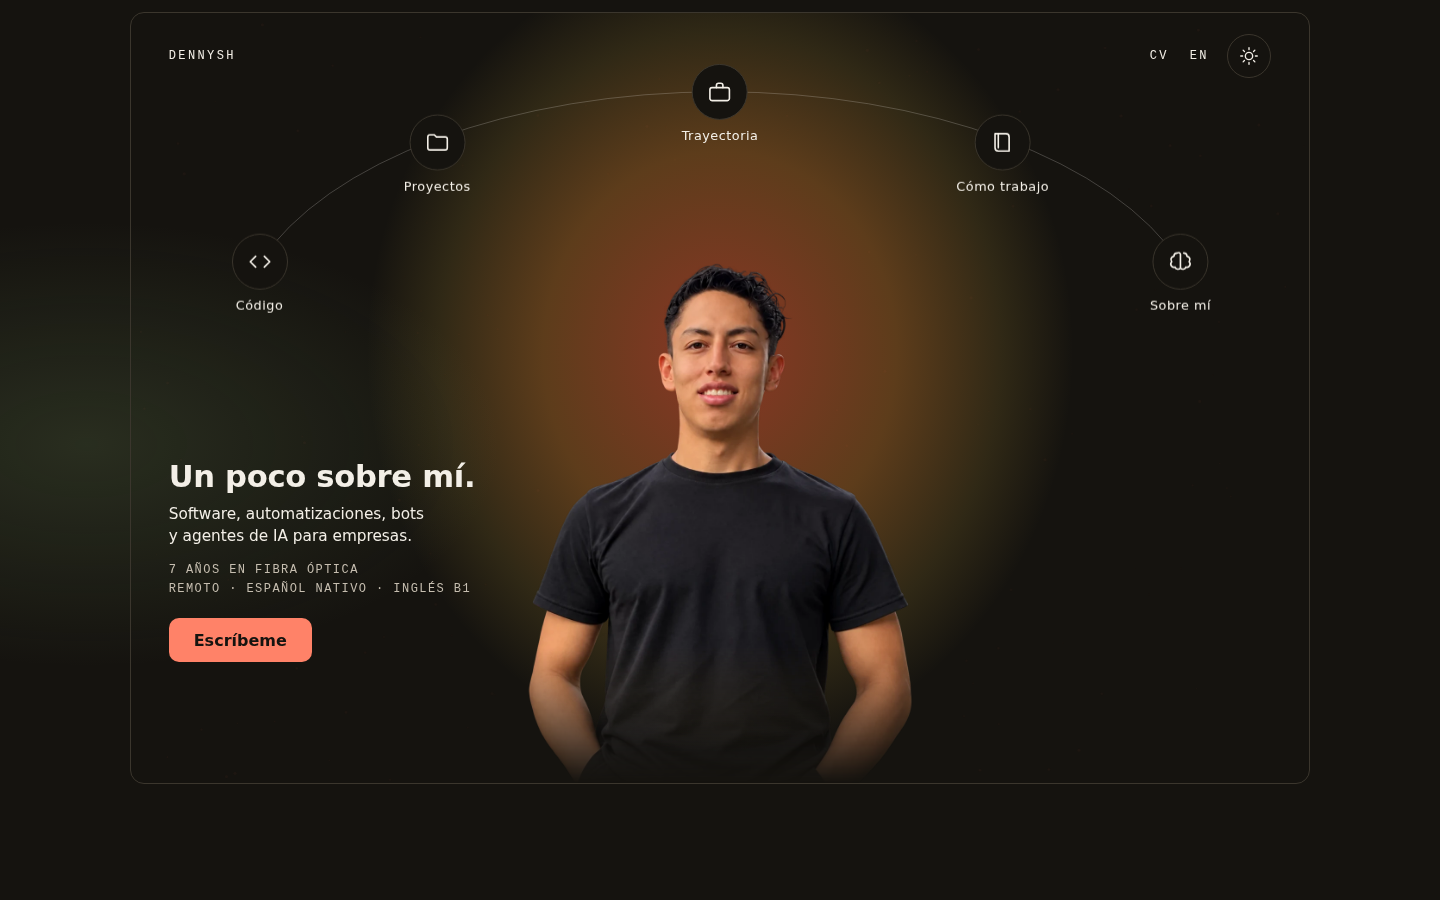 DENNYSH
CV EN
Trayectoria
Proyectos
Cómo trabajo
Código
Sobre mí
Un poco sobre mí.
Software, automatizaciones, bots
y agentes de IA para empresas.
7 AÑOS EN FIBRA ÓPTICA
REMOTO · ESPAÑOL NATIVO · INGLÉS B1
Escríbeme